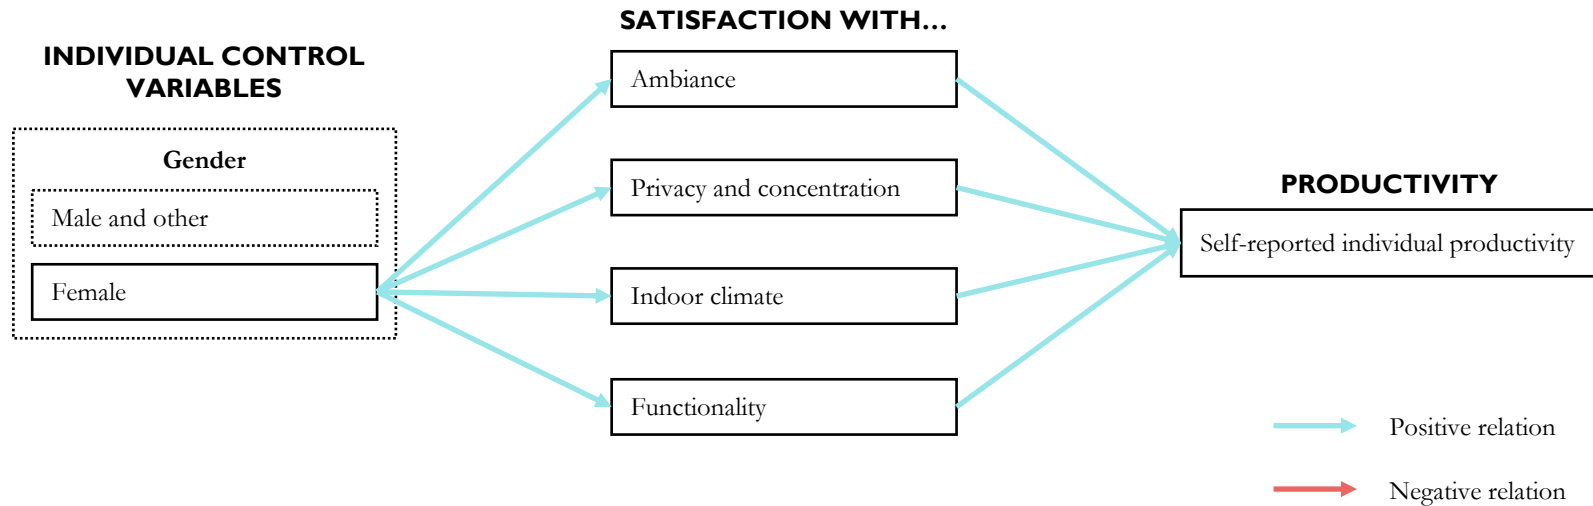 INDIVIDUAL CONTROL
VARIABLES
Gender
Male and other
Female
SATISFACTION WITH...
Ambiance
Privacy and concentration
Indoor climate
Functionality
PRODUCTIVITY
Self-reported individual productivity
Positive relation
Negative relation